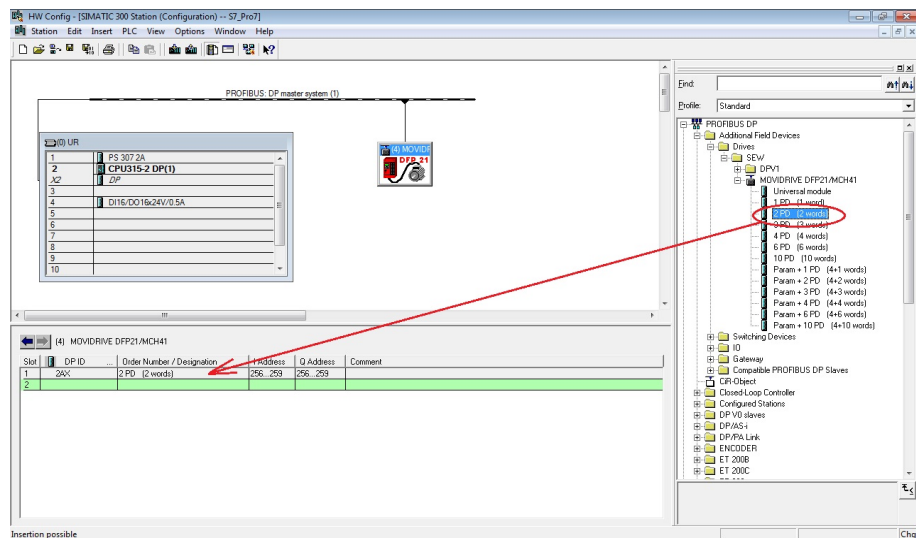 HW Config - [SIMATIC 300 Station (Configuration) -- S7_Pro7]
Station Edit Insert PLC View Options Window Help
PROFIBUS: DP master system (1)
(0) UR
1 PS 307 2A
2 CPU315-2 DP(1)
X2 DP
3
4 DI16/DO16x24V/0.5A
5
6
7
8
9
10
(4) MOVIDR
DFP 21
(4) MOVIDRIVE DFP21/MCH41
Slot DP ID ... Order Number / Designation I Address Q Address Comment
1 2AX 2 PD (2 words) 256...259 256...259
2
Find:
Profile: Standard
PROFIBUS DP
Additional Field Devices
Drives
SEW
DPV1
MOVIDRIVE DFP21/MCH41
Universal module
1 PD (1 word)
2 PD (2 words)
3 PD (3 words)
4 PD (4 words)
6 PD (6 words)
10 PD (10 words)
Param + 1 PD (4+1 words)
Param + 2 PD (4+2 words)
Param + 3 PD (4+3 words)
Param + 4 PD (4+4 words)
Param + 6 PD (4+6 words)
Param + 10 PD (4+10 words)
Switching Devices
IO
Gateway
Compatible PROFIBUS DP Slaves
CiR-Object
Closed-Loop Controller
Configured Stations
DP V0 slaves
DP/AS-i
DP/PA Link
ENCODER
ET 200B
ET 200C
Insertion possible
Chg